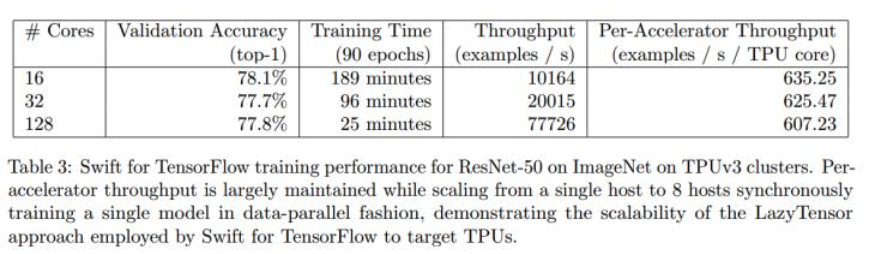 # Cores Validation Accuracy Training Time Throughput Per-Accelerator Throughput
(top-1) (90 epochs) (examples / s) (examples / s / TPU core)
16 78.1% 189 minutes 10164 635.25
32 77.7% 96 minutes 20015 625.47
128 77.8% 25 minutes 77726 607.23
Table 3: Swift for TensorFlow training performance for ResNet-50 on ImageNet on TPUv3 clusters. Per-
accelerator throughput is largely maintained while scaling from a single host to 8 hosts synchronously
training a single model in data-parallel fashion, demonstrating the scalability of the LazyTensor
approach employed by Swift for TensorFlow to target TPUs.